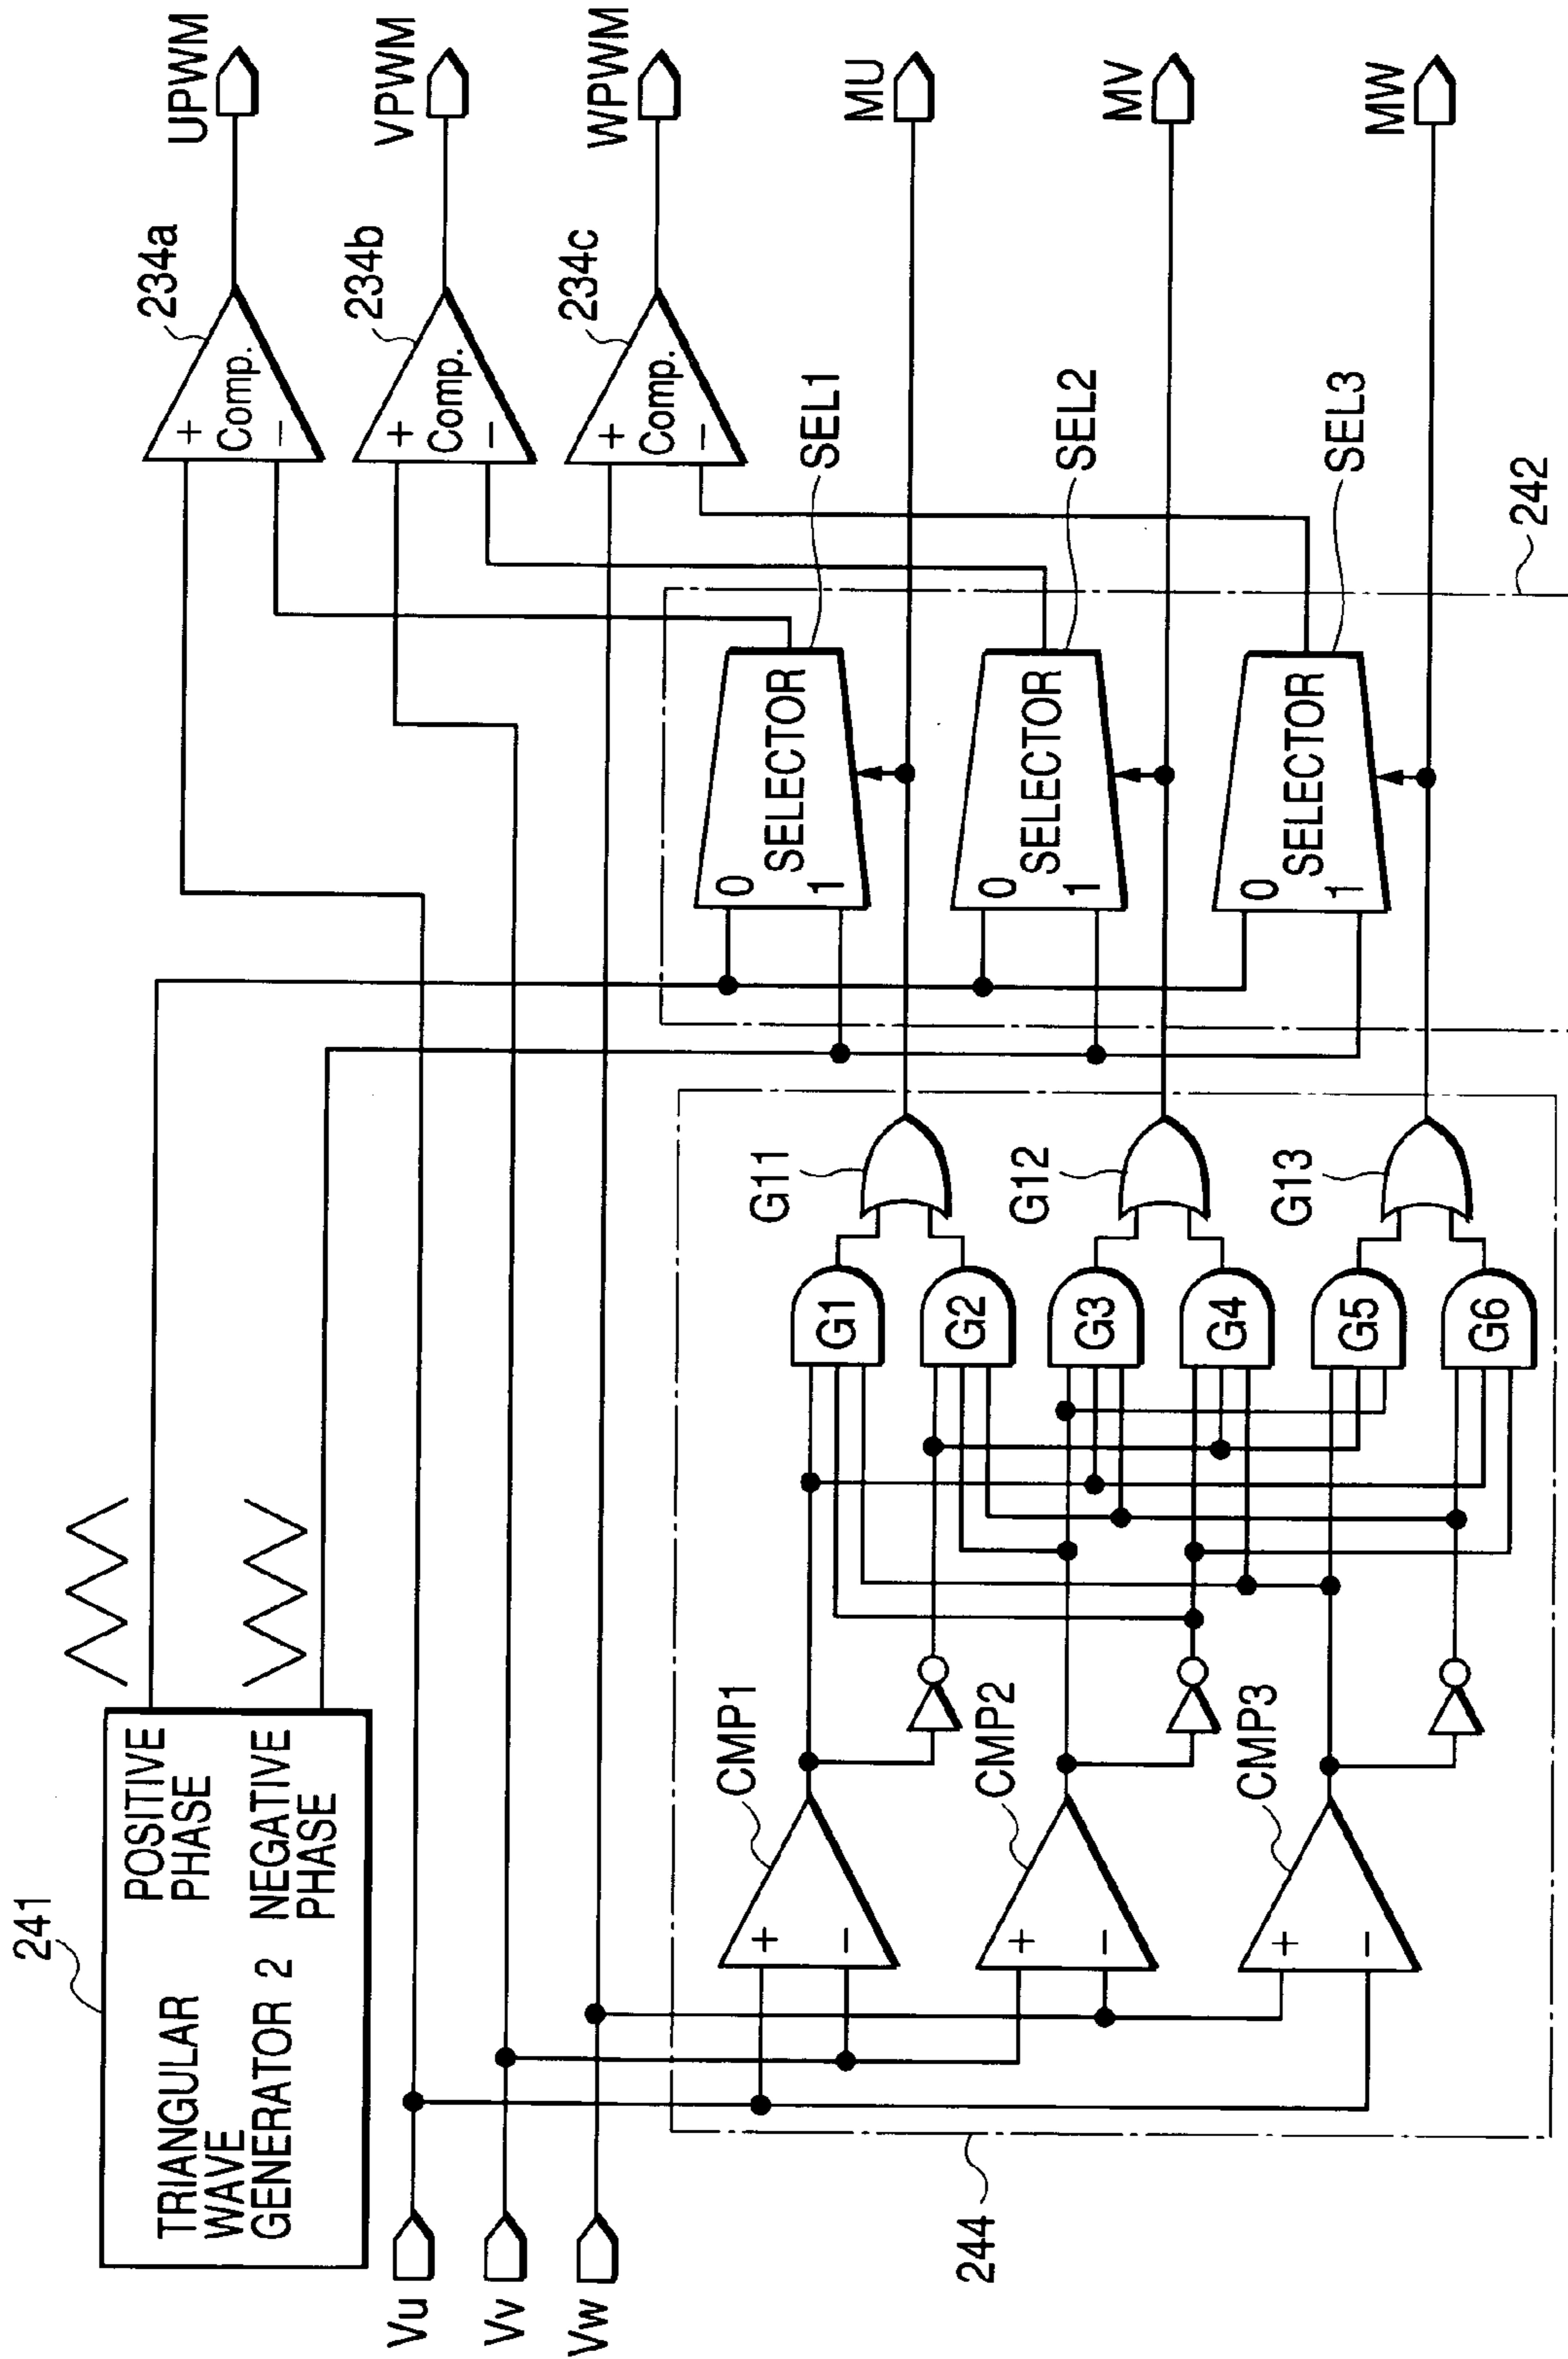 241
TRIANGULAR
WAVE
GENERATOR 2
POSITIVE
PHASE
NEGATIVE
PHASE
Vu
Vv
Vw
234a
+
Comp.
−
UPWM
234b
+
Comp.
−
VPWM
234c
+
Comp.
−
WPWM
244
CMP1
+
−
CMP2
+
−
CMP3
+
−
G1
G2
G3
G4
G5
G6
G11
G12
G13
0
1
SELECTOR
SEL1
0
1
SELECTOR
SEL2
0
1
SELECTOR
SEL3
242
MU
MV
MW